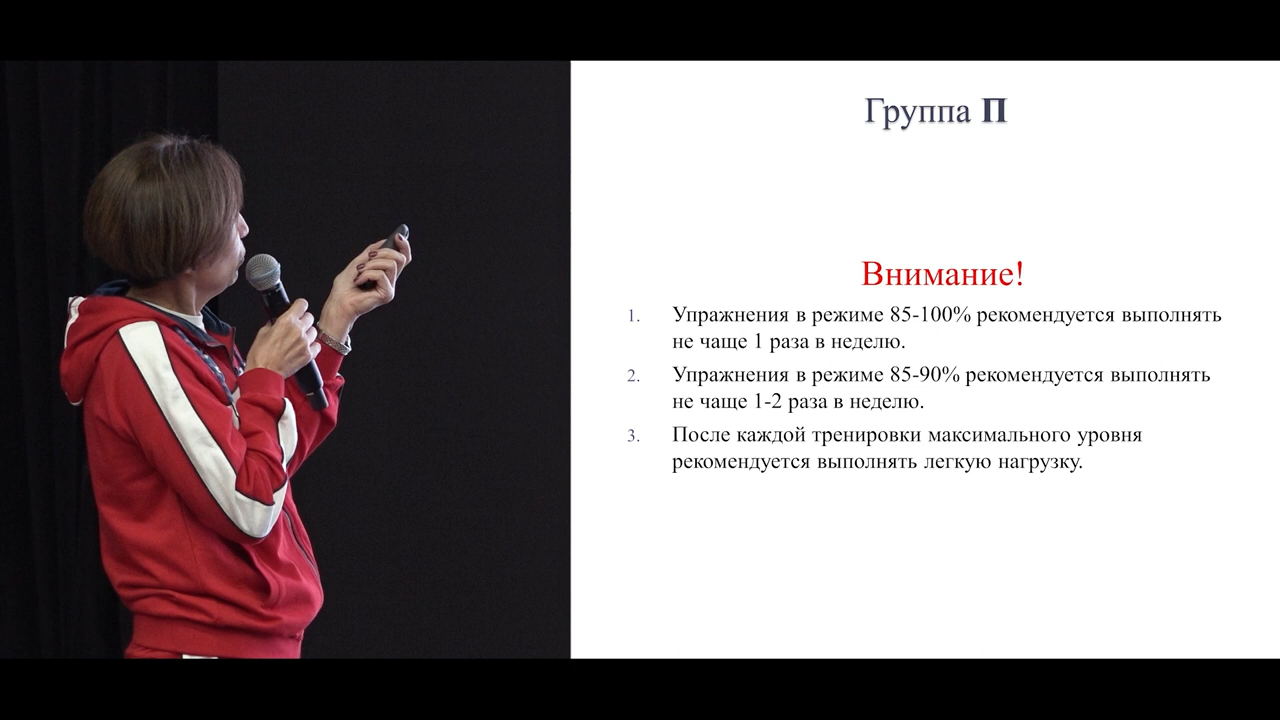 Группа П
Внимание!
1. Упражнения в режиме 85-100% рекомендуется выполнять
не чаще 1 раза в неделю.
2. Упражнения в режиме 85-90% рекомендуется выполнять
не чаще 1-2 раза в неделю.
3. После каждой тренировки максимального уровня
рекомендуется выполнять легкую нагрузку.